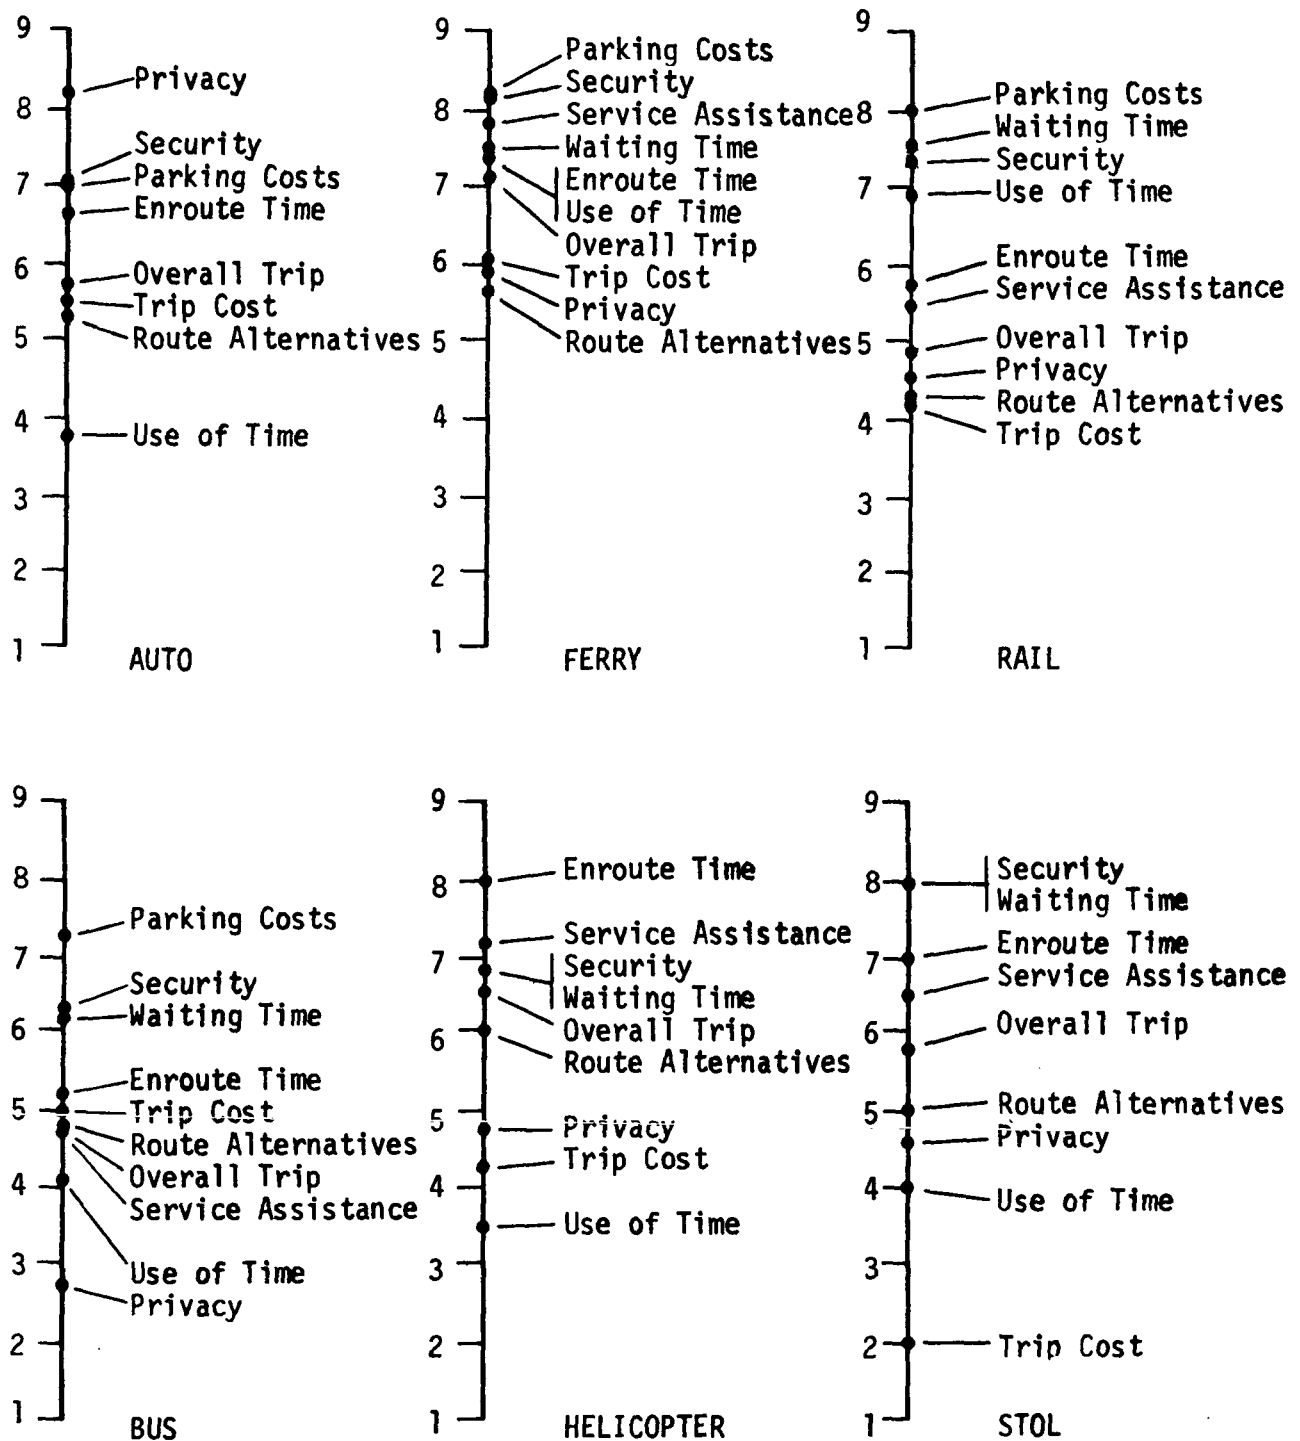 9
8
7
6
5
4
3
2
1
Privacy
Security
Parking Costs
Enroute Time
Overall Trip
Trip Cost
Route Alternatives
Use of Time
AUTO
9
8
7
6
5
4
3
2
1
Parking Costs
Security
Service Assistance
Waiting Time
Enroute Time
Use of Time
Overall Trip
Trip Cost
Privacy
Route Alternatives
FERRY
9
8
7
6
5
4
3
2
1
Parking Costs
Waiting Time
Security
Use of Time
Enroute Time
Service Assistance
Overall Trip
Privacy
Route Alternatives
Trip Cost
RAIL
9
8
7
6
5
4
3
2
1
Parking Costs
Security
Waiting Time
Enroute Time
Trip Cost
Route Alternatives
Overall Trip
Service Assistance
Use of Time
Privacy
BUS
9
8
7
6
5
4
3
2
1
Enroute Time
Service Assistance
Security
Waiting Time
Overall Trip
Route Alternatives
Privacy
Trip Cost
Use of Time
HELICOPTER
9
8
7
6
5
4
3
2
1
Security
Waiting Time
Enroute Time
Service Assistance
Overall Trip
Route Alternatives
Privacy
Use of Time
Trip Cost
STOL